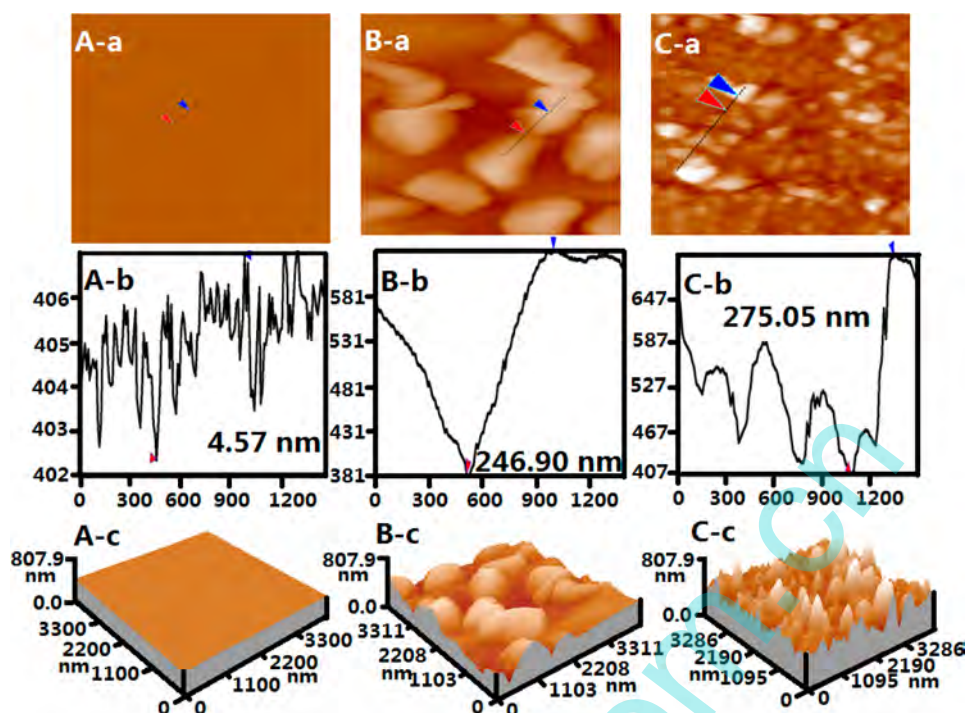 A-a
B-a
C-a
A-b
406
405
404
403
402
4.57 nm
0 300 600 900 1200
B-b
581
531
481
431
381
246.90 nm
0 300 600 900 1200
C-b
647
587
527
467
407
275.05 nm
0 300 600 900 1200
A-c
807.9
nm
0.0
3300
2200
nm
1100
0
0
1100
2200
nm
3300
B-c
807.9
nm
0.0
3311
2208
nm
1103
0
0
1103
2208
nm
3311
C-c
807.9
nm
0.0
3286
2190
nm
1095
0
0
1095
2190
nm
3286